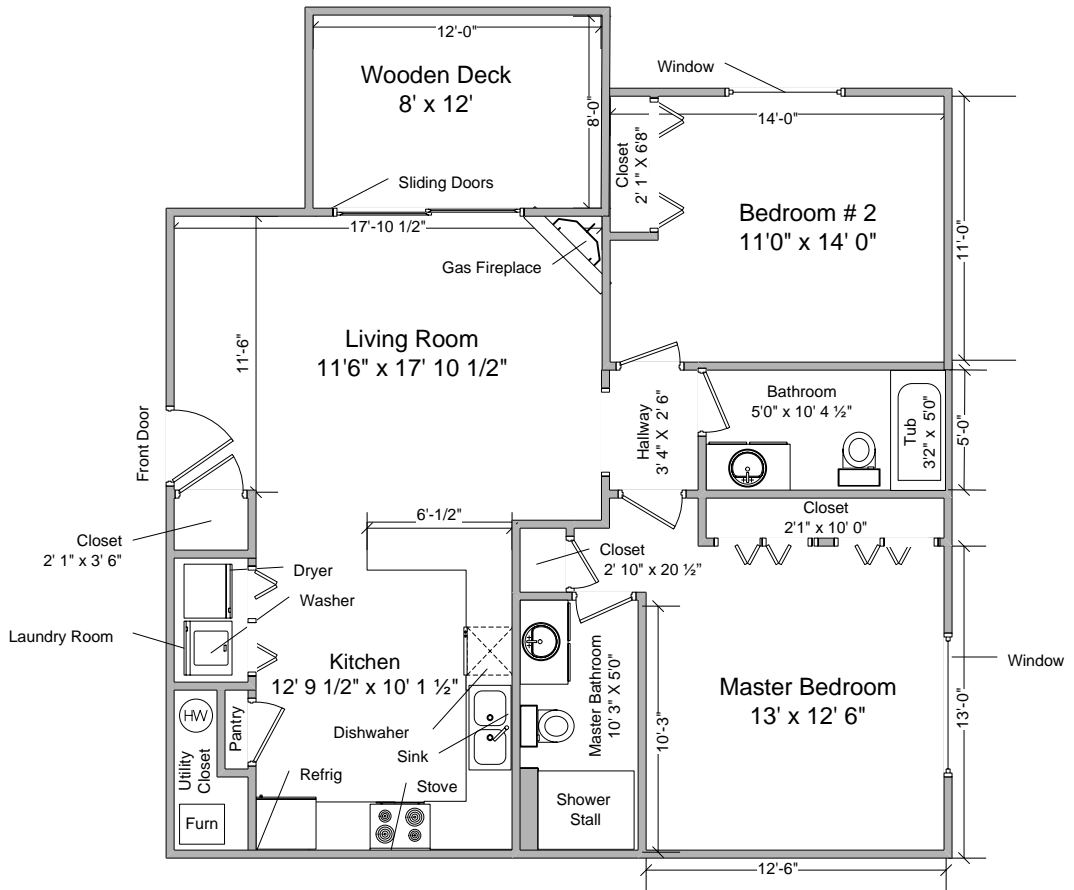 12'-0"
Wooden Deck
8' x 12'
8'-0"
Window
14'-0"
Closet
2' 1" X 6'8"
Sliding Doors
17'-10 1/2"
Bedroom # 2
11'0" x 14' 0"
11'-0"
Gas Fireplace
11'-6"
Living Room
11'6" x 17' 10 1/2"
Front Door
Hallway
3' 4" X 2' 6"
Bathroom
5'0" x 10' 4 ½"
Tub
3'2" x 5'0"
5'-0"
Closet
2'1" x 10' 0"
6'-1/2"
Closet
2' 1" x 3' 6"
Closet
2' 10" x 20 ½"
Dryer
Washer
Laundry Room
Kitchen
12' 9 1/2" x 10' 1 ½"
Dishwaher
Sink
Master Bathroom
10' 3" X 5'0"
10'-3"
Master Bedroom
13' x 12' 6"
Window
13'-0"
HW
Pantry
Utility
Closet
Refrig
Stove
Furn
Shower
Stall
12'-6"